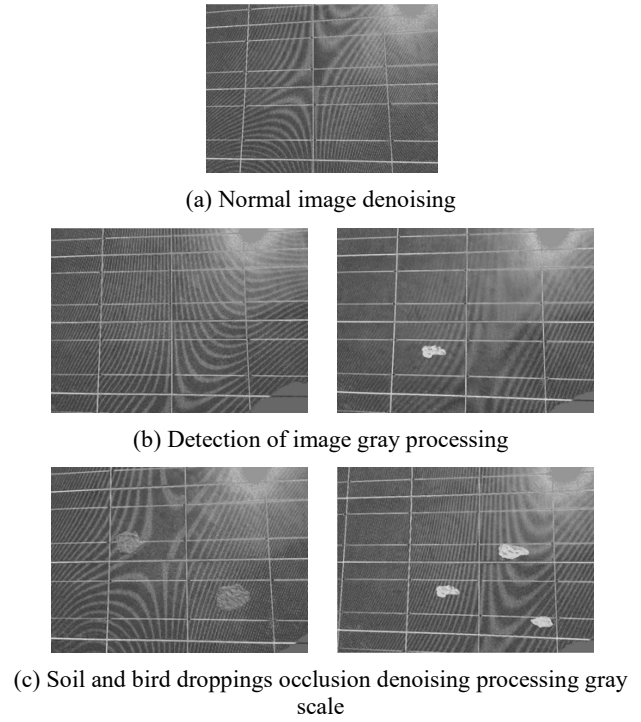 (a) Normal image denoising
(b) Detection of image gray processing
(c) Soil and bird droppings occlusion denoising processing gray
scale